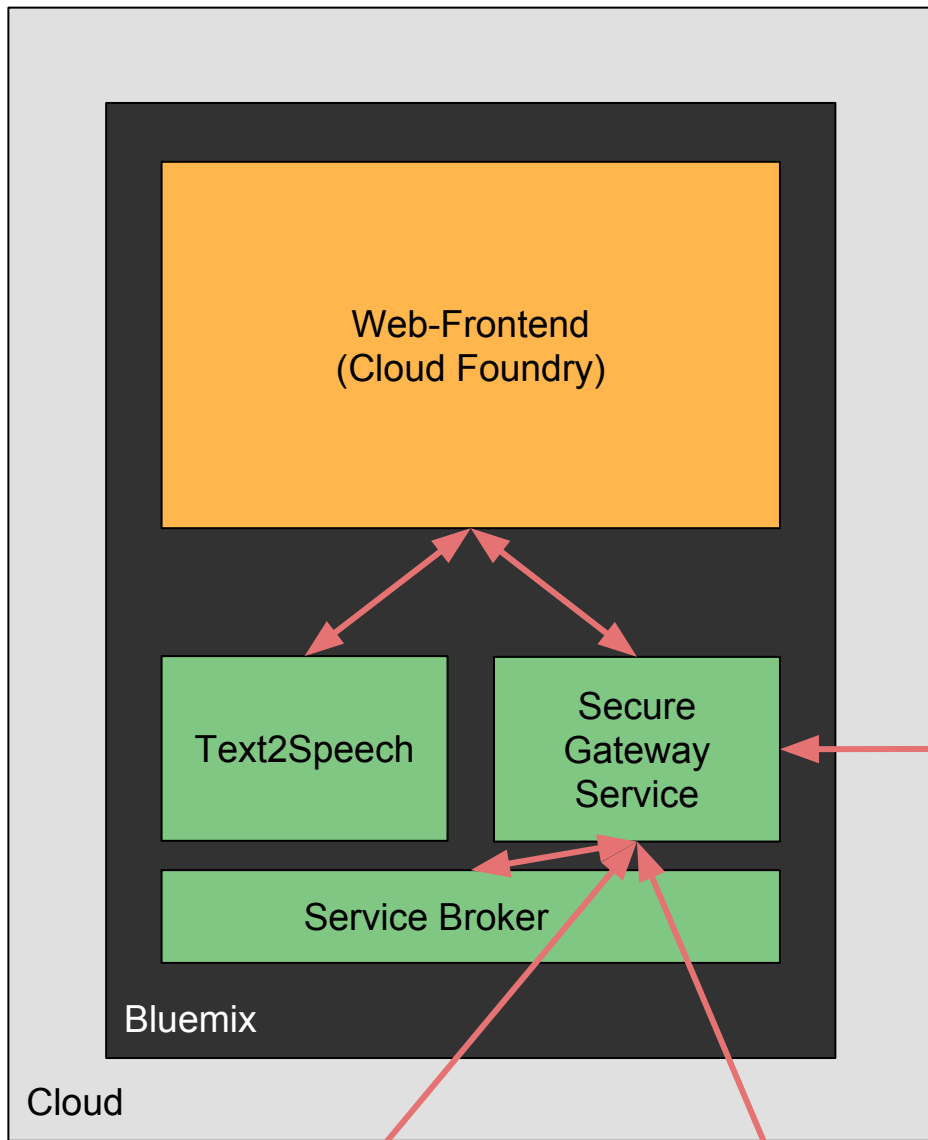 Web-Frontend
(Cloud Foundry)
Text2Speech
Secure
Gateway
Service
Service Broker
Bluemix
Cloud